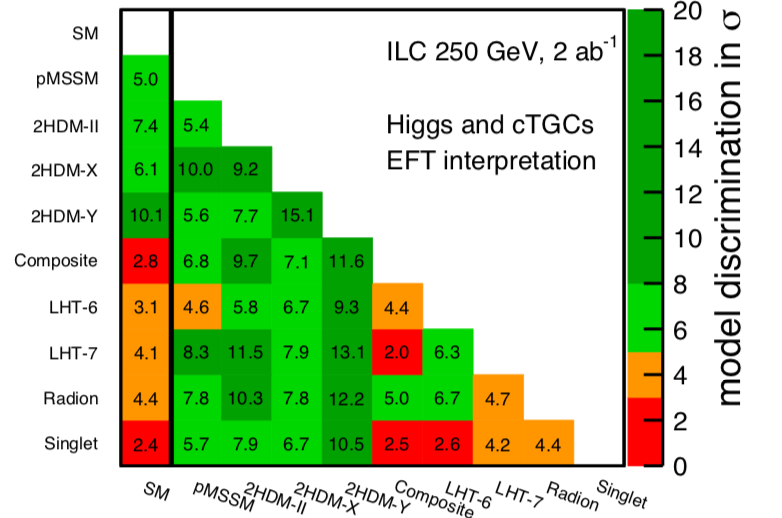 ILC 250 GeV, 2 ab⁻¹
Higgs and cTGCs
EFT interpretation
SM
pMSSM 5.0
2HDM-II 7.4 5.4
2HDM-X 6.1 10.0 9.2
2HDM-Y 10.1 5.6 7.7 15.1
Composite 2.8 6.8 9.7 7.1 11.6
LHT-6 3.1 4.6 5.8 6.7 9.3 4.4
LHT-7 4.1 8.3 11.5 7.9 13.1 2.0 6.3
Radion 4.4 7.8 10.3 7.8 12.2 5.0 6.7 4.7
Singlet 2.4 5.7 7.9 6.7 10.5 2.5 2.6 4.2 4.4
SM pMSSM 2HDM-II 2HDM-X 2HDM-Y Composite LHT-6 LHT-7 Radion Singlet
20
18
16
14
12
10
8
6
4
2
0
model discrimination in σ